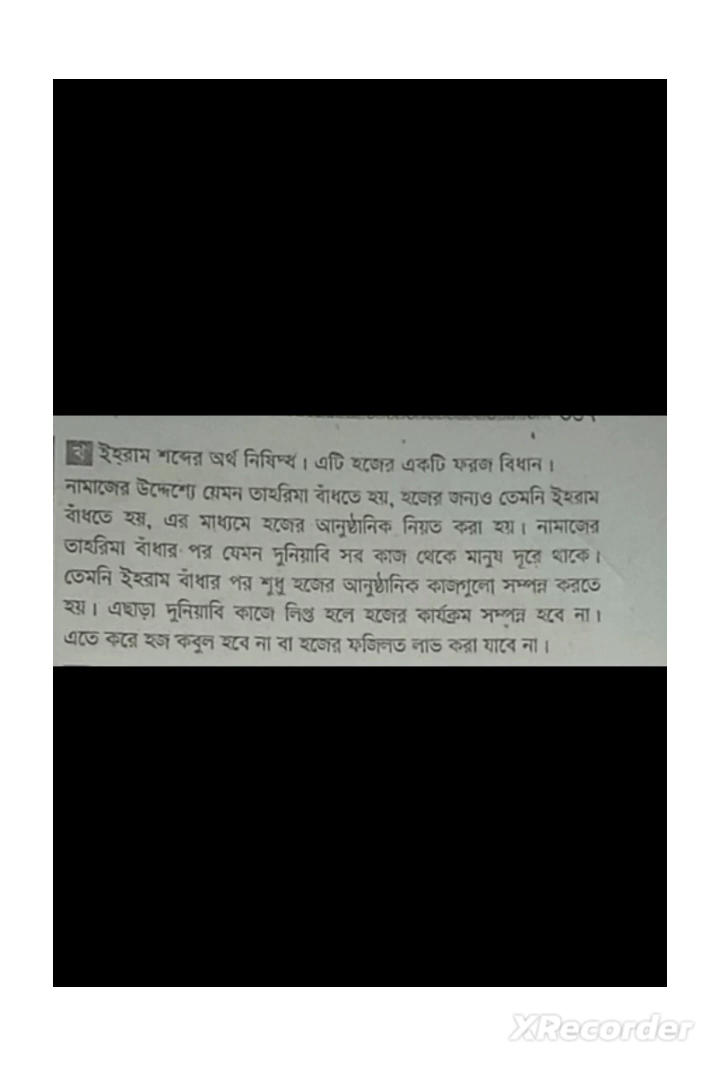 খ ইহরাম শব্দের অর্থ নিষিদ্ধ। এটি হজের একটি ফরজ বিধান।
নামাজের উদ্দেশ্যে যেমন তাহরিমা বাঁধতে হয়, হজের জন্যও তেমনি ইহরাম
বাঁধতে হয়, এর মাধ্যমে হজের আনুষ্ঠানিক নিয়ত করা হয়। নামাজের
তাহরিমা বাঁধার পর যেমন দুনিয়াবি সব কাজ থেকে মানুষ দূরে থাকে।
তেমনি ইহরাম বাঁধার পর শুধু হজের আনুষ্ঠানিক কাজগুলো সম্পন্ন করতে
হয়। এছাড়া দুনিয়াবি কাজে লিপ্ত হলে হজের কার্যক্রম সম্পন্ন হবে না।
এতে করে হজ কবুল হবে না বা হজের ফজিলত লাভ করা যাবে না।
XRecorder